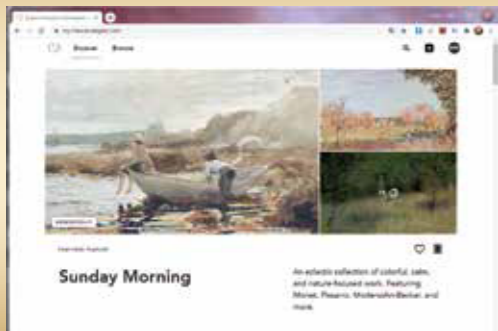 Discover Browse
Sunday Morning
An eclectic collection of colorful, calm,
and nature-focused work. Featuring
Monet, Pissarro, Modersohn-Becker, and
more.